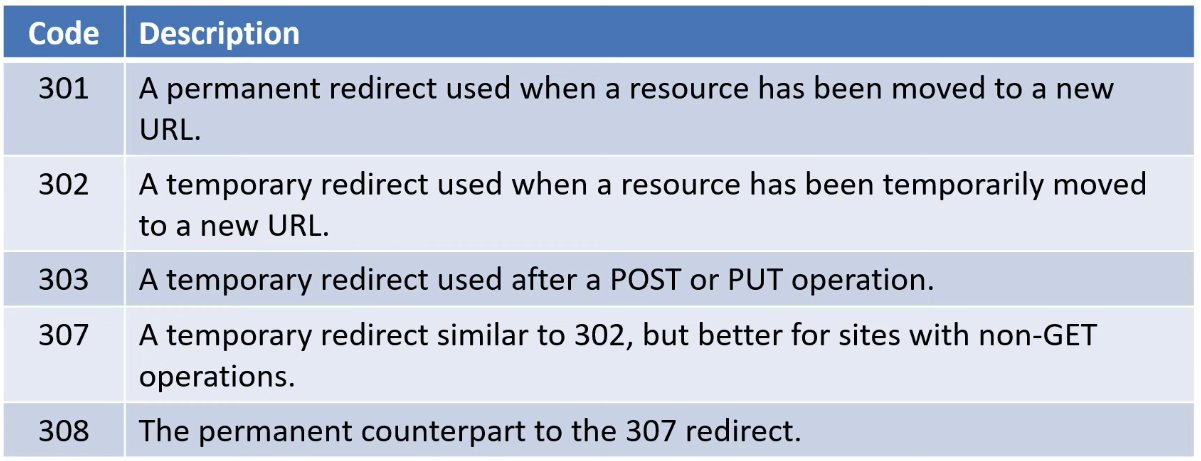 Code Description
301 A permanent redirect used when a resource has been moved to a new
URL.
302 A temporary redirect used when a resource has been temporarily moved
to a new URL.
303 A temporary redirect used after a POST or PUT operation.
307 A temporary redirect similar to 302, but better for sites with non-GET
operations.
308 The permanent counterpart to the 307 redirect.